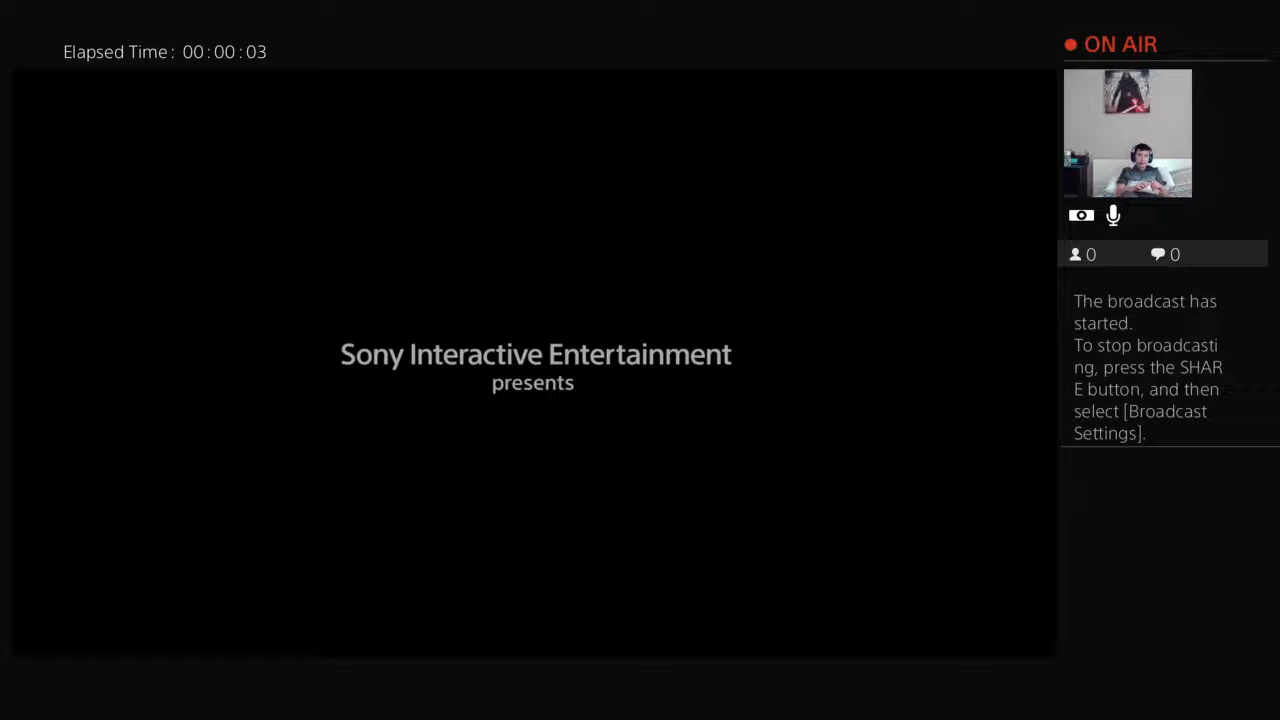 Elapsed Time: 00:00:03
ON AIR
Sony Interactive Entertainment
presents
0 0
The broadcast has
started.
To stop broadcasti
ng, press the SHAR
E button, and then
select [Broadcast
Settings].